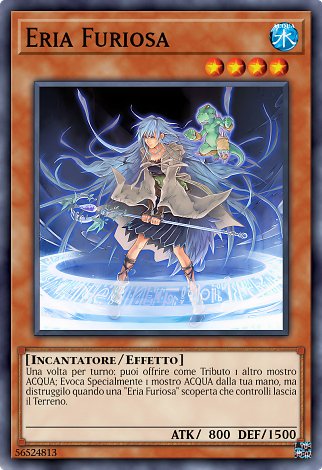 Eria Furiosa
ACQUA
水
[Incantatore/Effetto]
Una volta per turno: puoi offrire come Tributo 1 altro mostro
ACQUA; Evoca Specialmente 1 mostro ACQUA dalla tua mano, ma
distruggilo quando una "Eria Furiosa" scoperta che controlli lascia
il Terreno.
ATK/ 800 DEF/1500
56524813